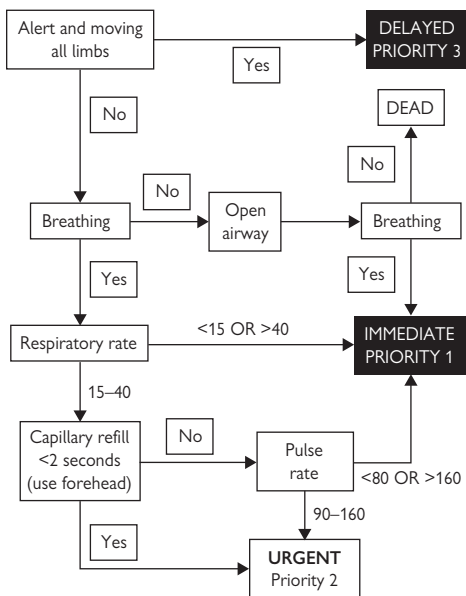 Alert and moving
all limbs
Yes
DELAYED
PRIORITY 3
No
DEAD
No
Breathing
No
Open
airway
Breathing
Yes
Yes
Respiratory rate
<15 OR >40
IMMEDIATE
PRIORITY 1
15–40
Capillary refill
<2 seconds
(use forehead)
No
Pulse
rate
<80 OR >160
90–160
Yes
URGENT
Priority 2